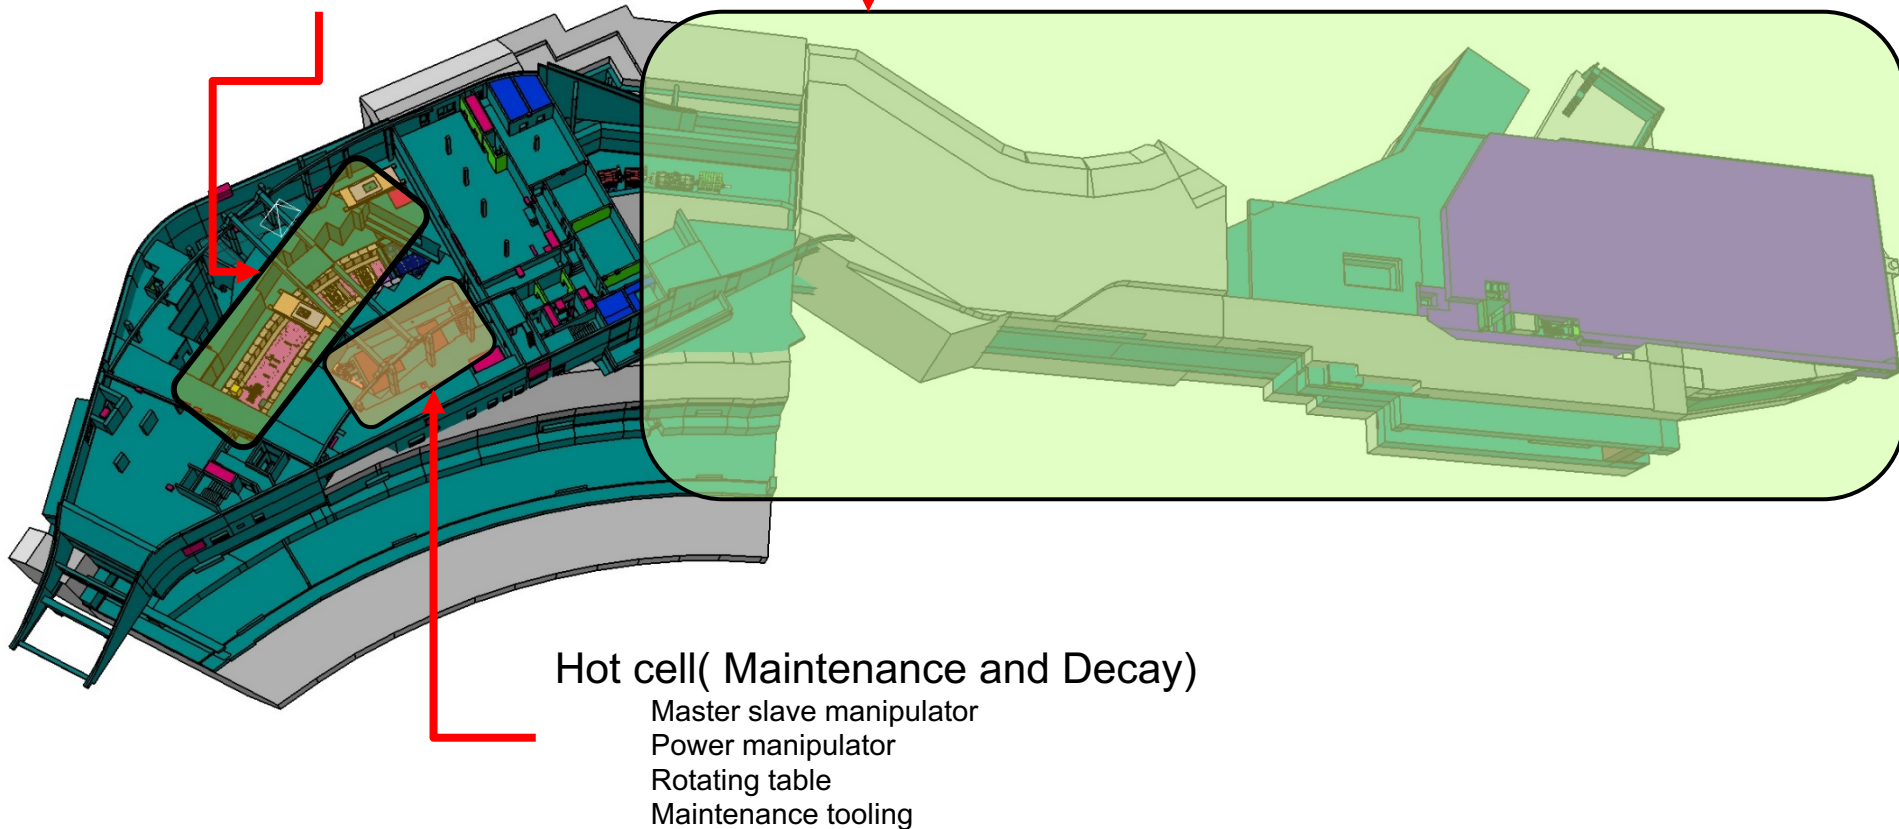 Hot cell( Maintenance and Decay)
Master slave manipulator
Power manipulator
Rotating table
Maintenance tooling